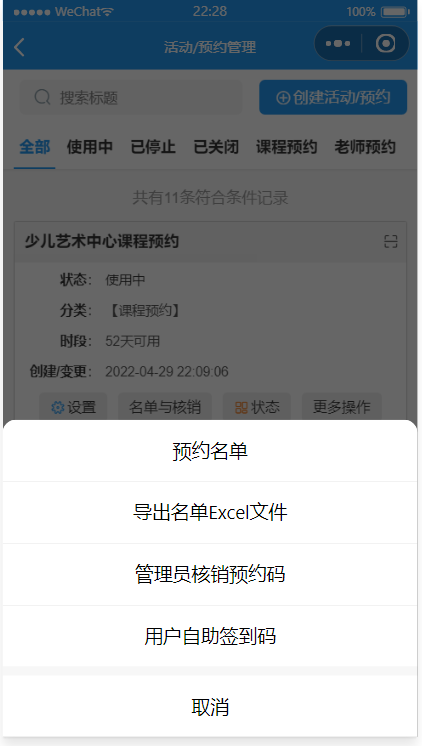 WeChat 22:28 100%
活动/预约管理
搜索标题 创建活动/预约
全部 使用中 已停止 已关闭 课程预约 老师预约
共有11条符合条件记录
少儿艺术中心课程预约
状态： 使用中
分类： 【课程预约】
时段： 52天可用
创建/变更： 2022-04-29 22:09:06
设置 名单与核销 状态 更多操作
预约名单
导出名单Excel文件
管理员核销预约码
用户自助签到码
取消